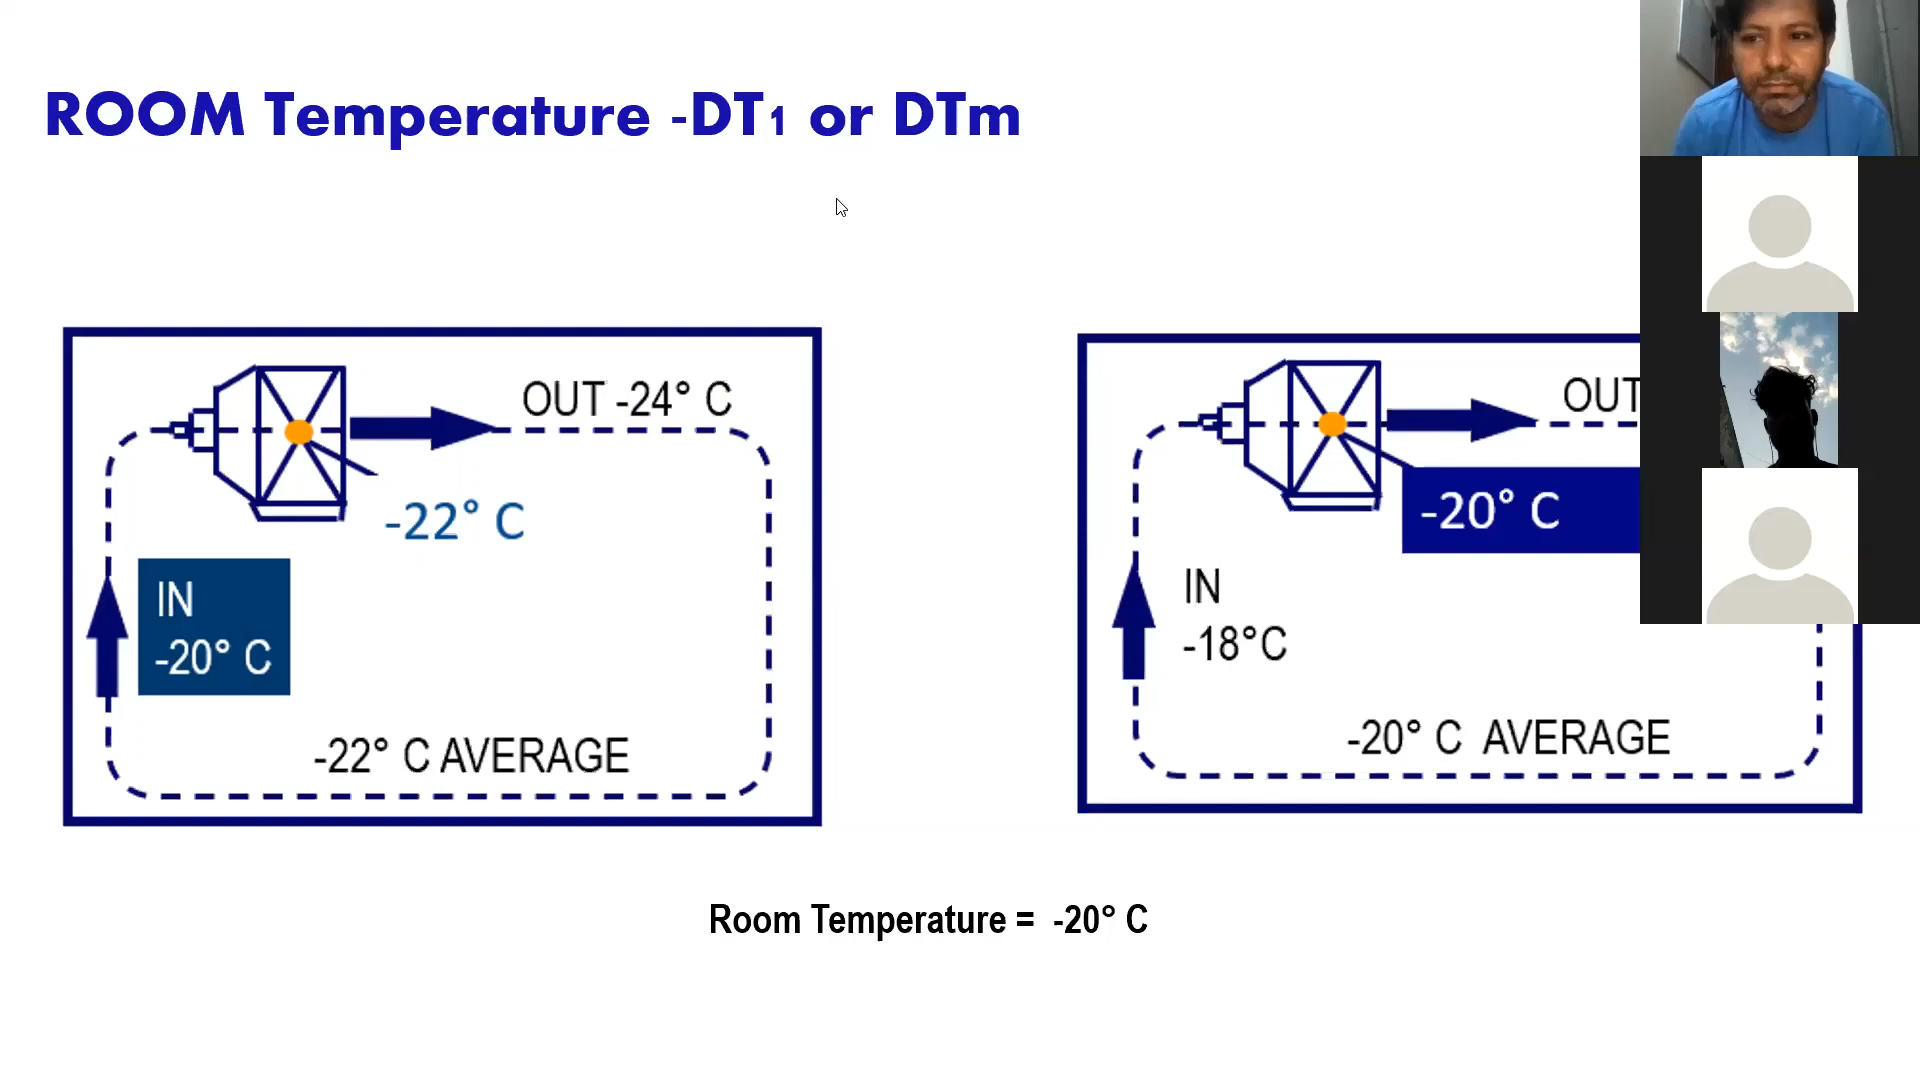 ROOM Temperature -DT1 or DTm
OUT -24° C
-22° C
IN
-20° C
-22° C AVERAGE
OUT
-20° C
IN
-18°C
-20° C AVERAGE
Room Temperature = -20° C